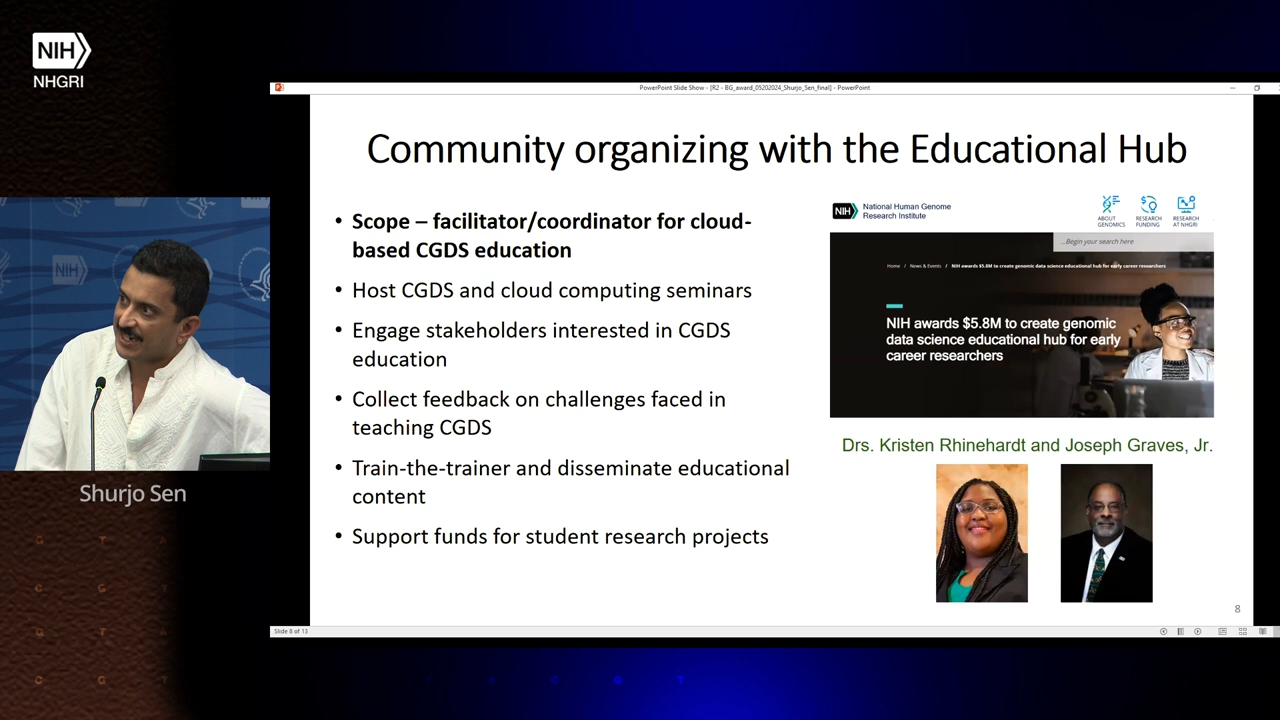 NIH
NHGRI
PowerPoint Slide Show - [R2 - BG_award_05202024_Shurjo_Sen_final] - PowerPoint
Community organizing with the Educational Hub
• Scope – facilitator/coordinator for cloud-
based CGDS education
• Host CGDS and cloud computing seminars
• Engage stakeholders interested in CGDS
education
• Collect feedback on challenges faced in
teaching CGDS
• Train-the-trainer and disseminate educational
content
• Support funds for student research projects
NIH
National Human Genome
Research Institute
ABOUT
GENOMICS
RESEARCH
FUNDING
RESEARCH
AT NHGRI
...Begin your search here
Home / News & Events / NIH awards $5.8M to create genomic data science educational hub for early career researchers
NIH awards $5.8M to create genomic
data science educational hub for early
career researchers
Drs. Kristen Rhinehardt and Joseph Graves, Jr.
8
Slide 8 of 13
NIH
Shurjo Sen